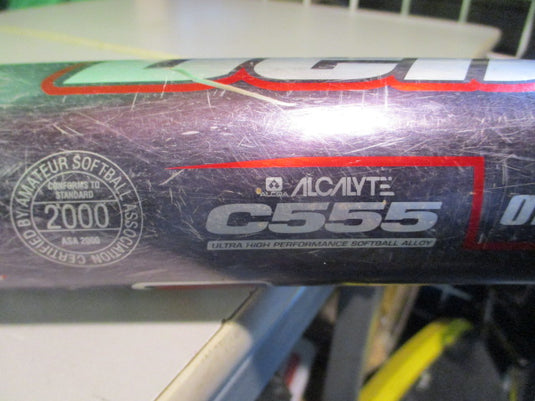 CERTIFIED BY AMATEUR SOFTBALL ASSOCIATION
CONFORMS TO
STANDARD
2000
ASA 2000
ALCOA ALCALYTE
C555
ULTRA HIGH PERFORMANCE SOFTBALL ALLOY